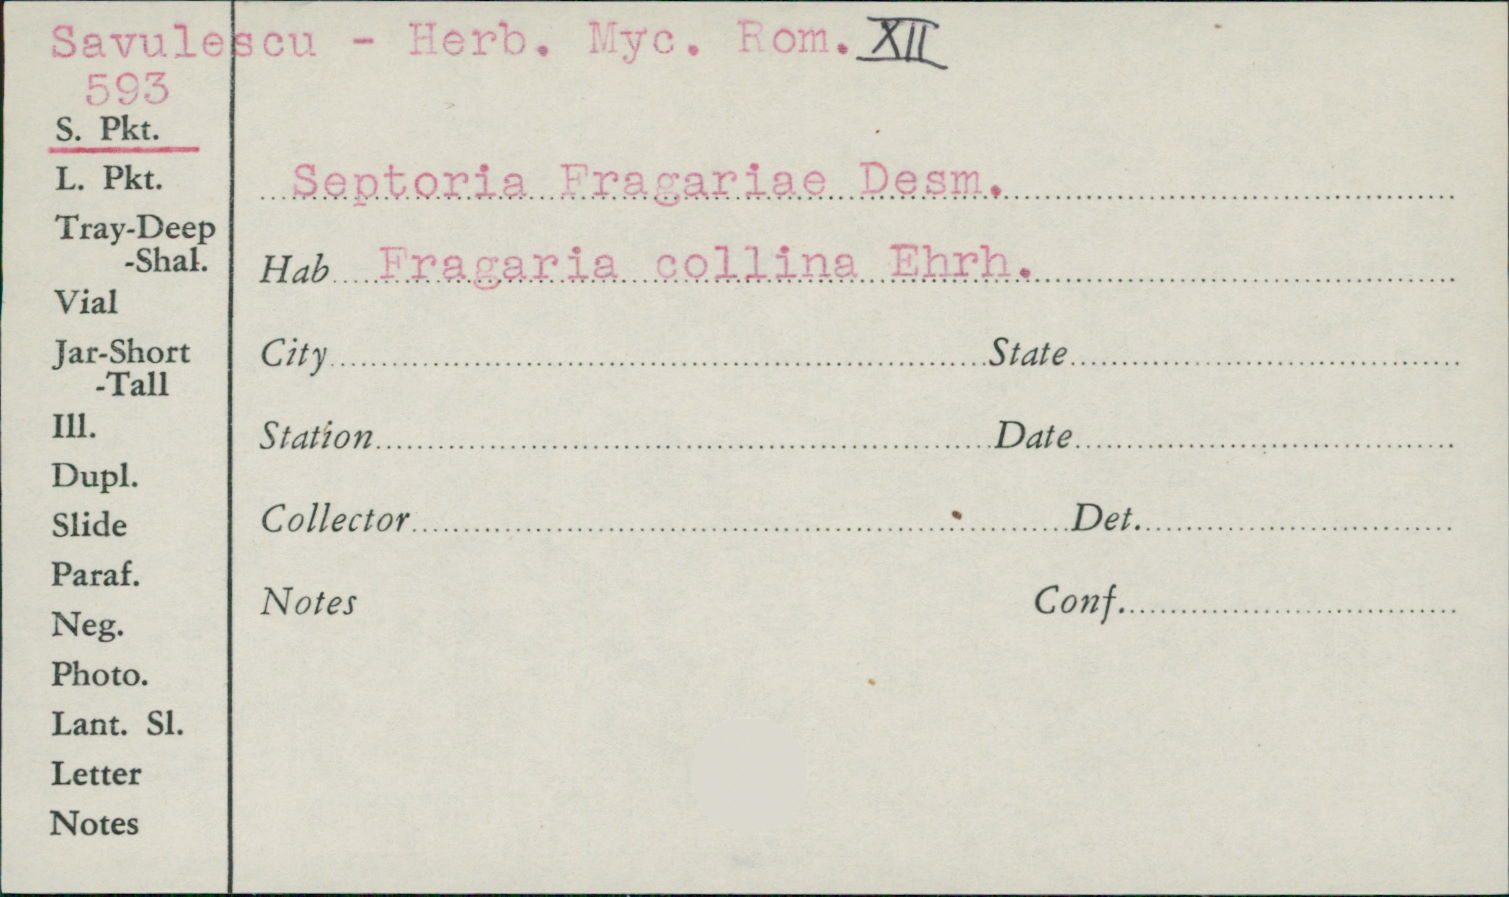 Savulescu - Herb. Myc. Rom. XII
593
S. Pkt.
L. Pkt.
Tray-Deep
-Shal.
Vial
Jar-Short
-Tall
Ill.
Dupl.
Slide
Paraf.
Neg.
Photo.
Lant. Sl.
Letter
Notes
Septoria Fragariae Desm.
Hab Fragaria collina Ehrh.
City State
Station Date
Collector Det.
Notes Conf.